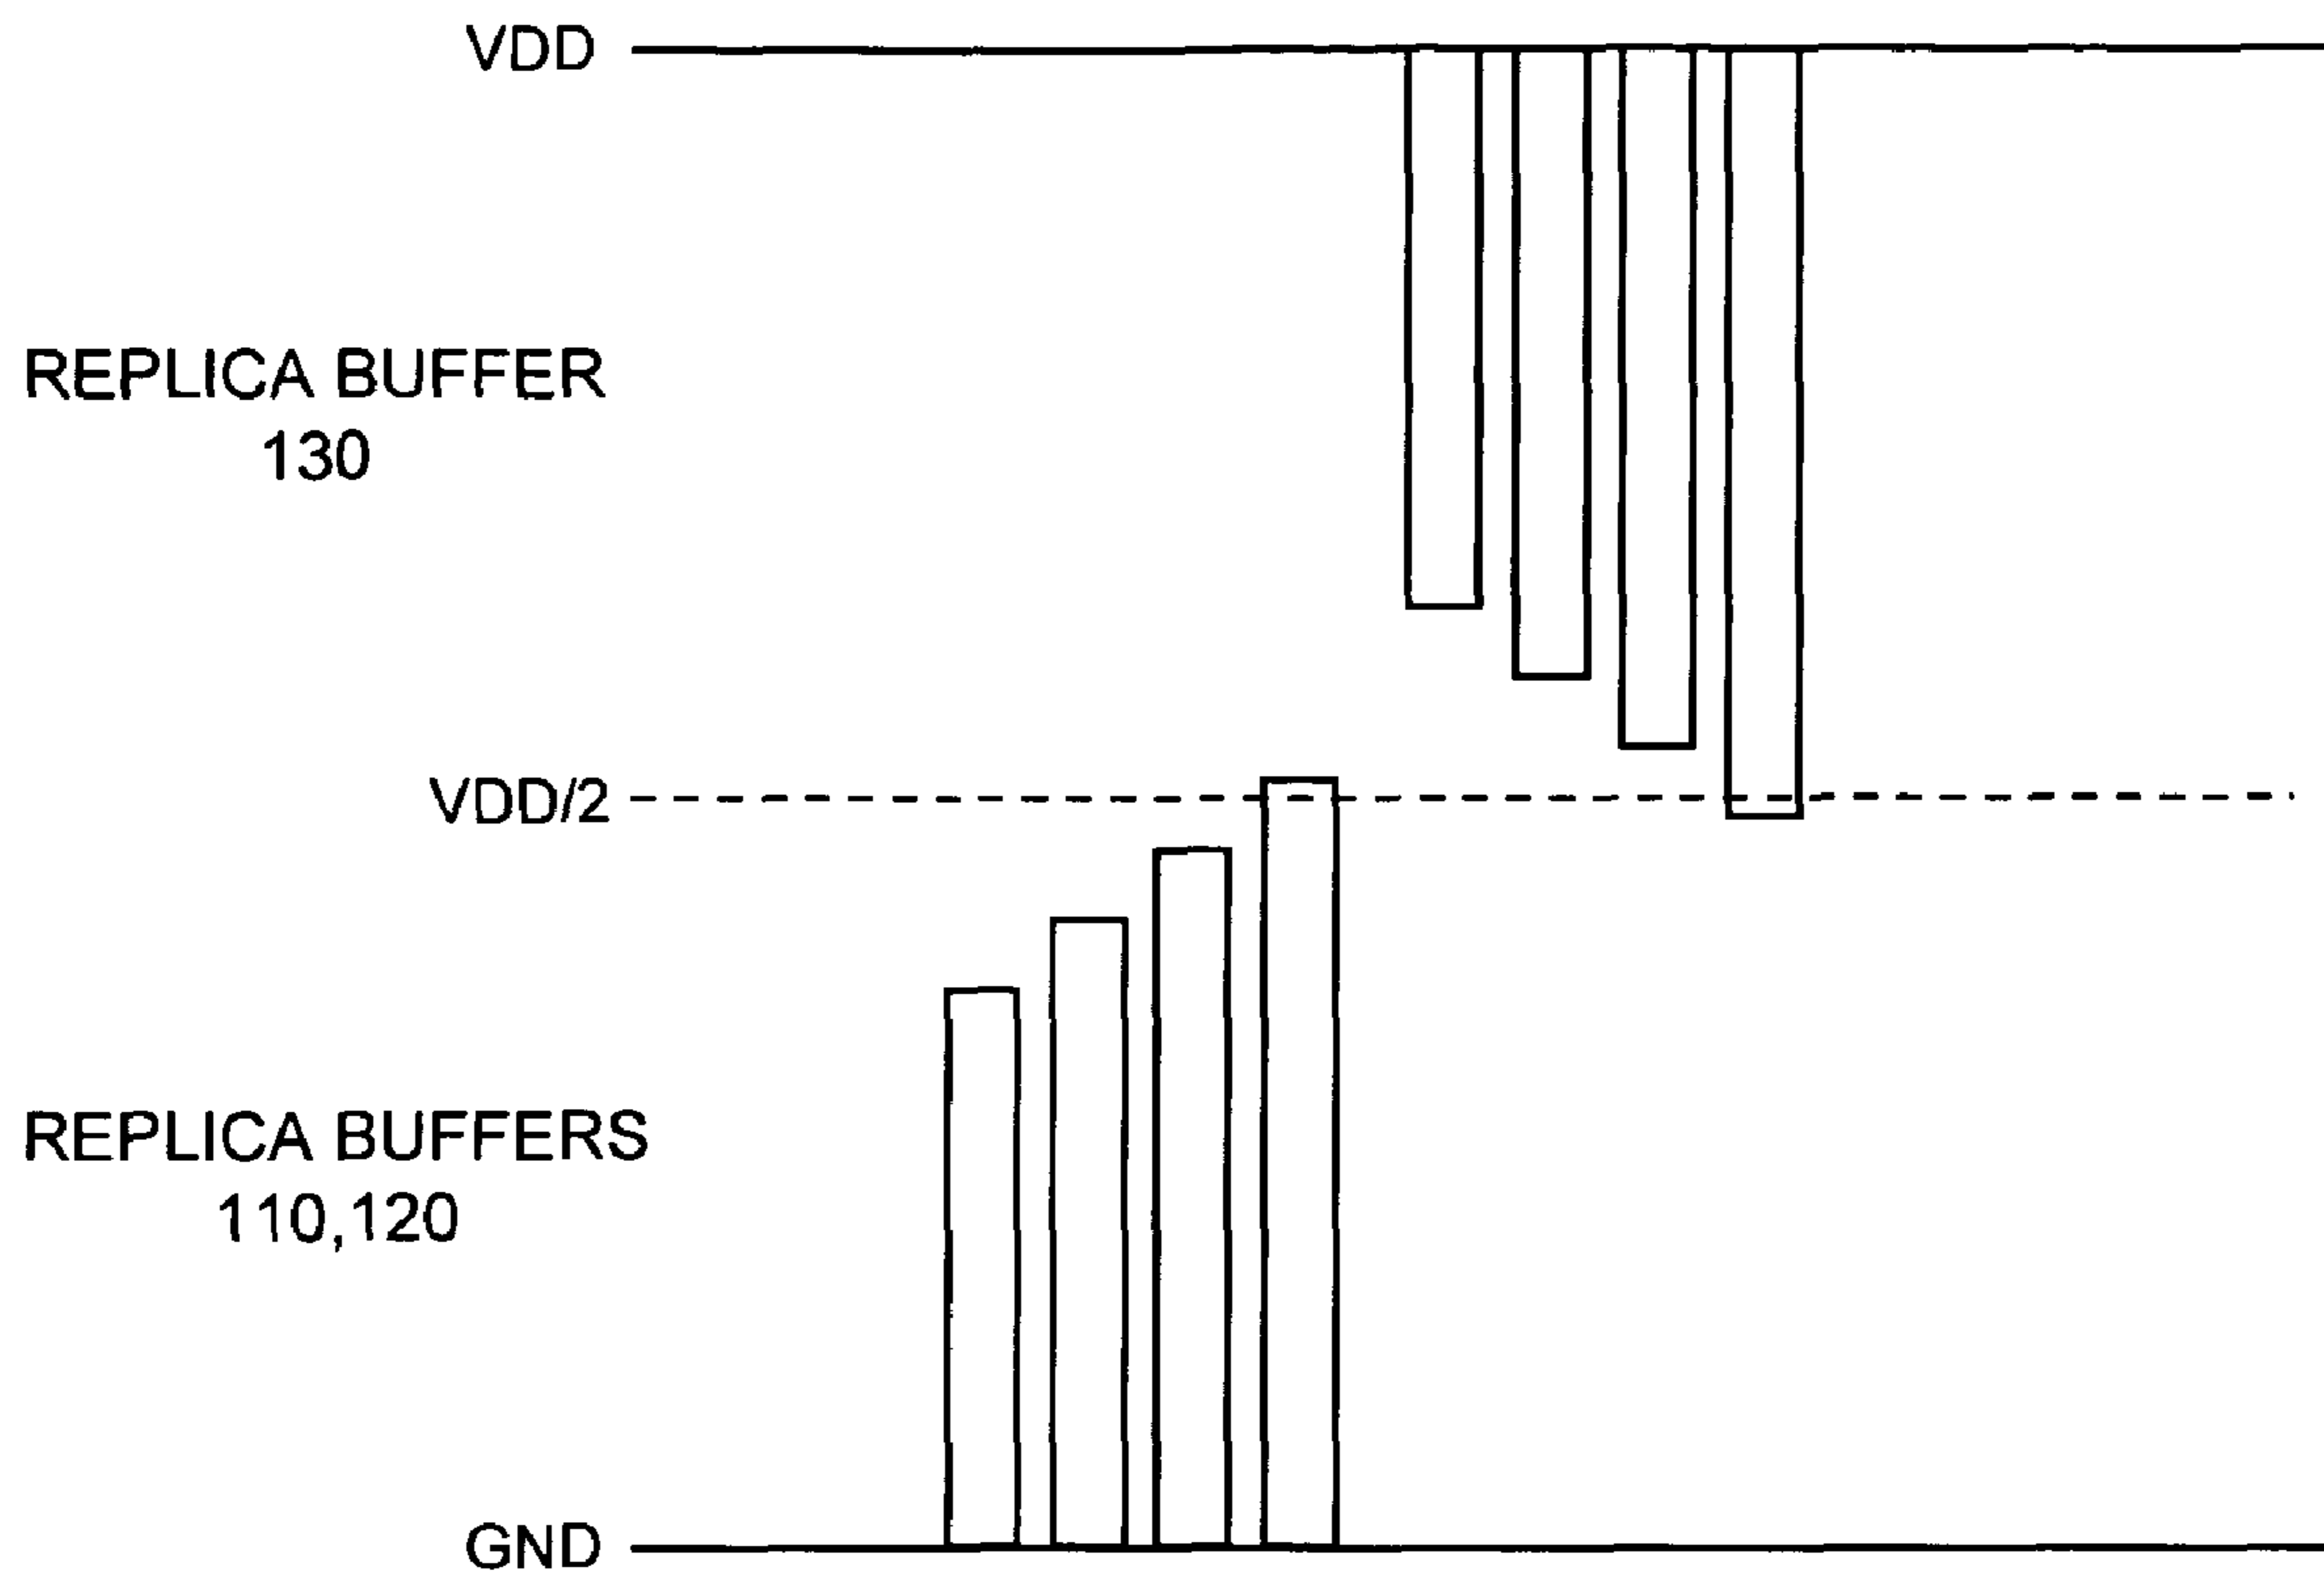 VDD
REPLICA BUFFER
130
VDD/2
REPLICA BUFFERS
110,120
GND